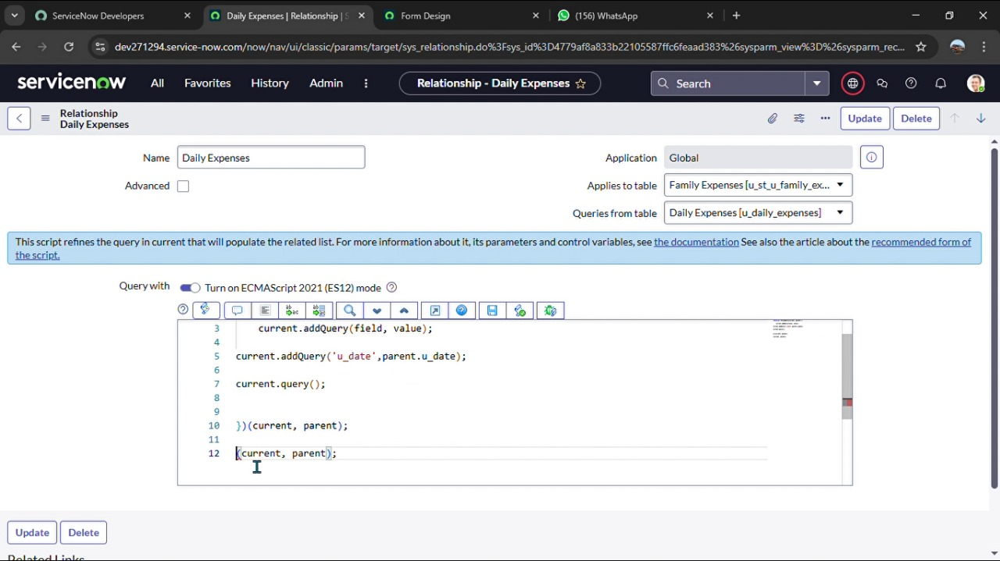 ServiceNow Developers
Daily Expenses | Relationship | S
Form Design
(156) WhatsApp
dev271294.service-now.com/now/nav/ui/classic/params/target/sys_relationship.do%3Fsys_id%3D4779af8a833b22105587ffc6feaad383%26sysparm_view%3D%26sysparm_rec...
servicenow
All
Favorites
History
Admin
Relationship - Daily Expenses
Search
Relationship
Daily Expenses
Update
Delete
Name
Daily Expenses
Application
Global
Advanced
Applies to table
Family Expenses [u_st_u_family_ex...
Queries from table
Daily Expenses [u_daily_expenses]
This script refines the query in current that will populate the related list. For more information about it, its parameters and control variables, see the documentation See also the article about the recommended form of
the script.
Query with
Turn on ECMAScript 2021 (ES12) mode
3 current.addQuery(field, value);
4
5 current.addQuery('u_date',parent.u_date);
6
7 current.query();
8
9
10 })(current, parent);
11
12 (current, parent);
Update
Delete
Related Links